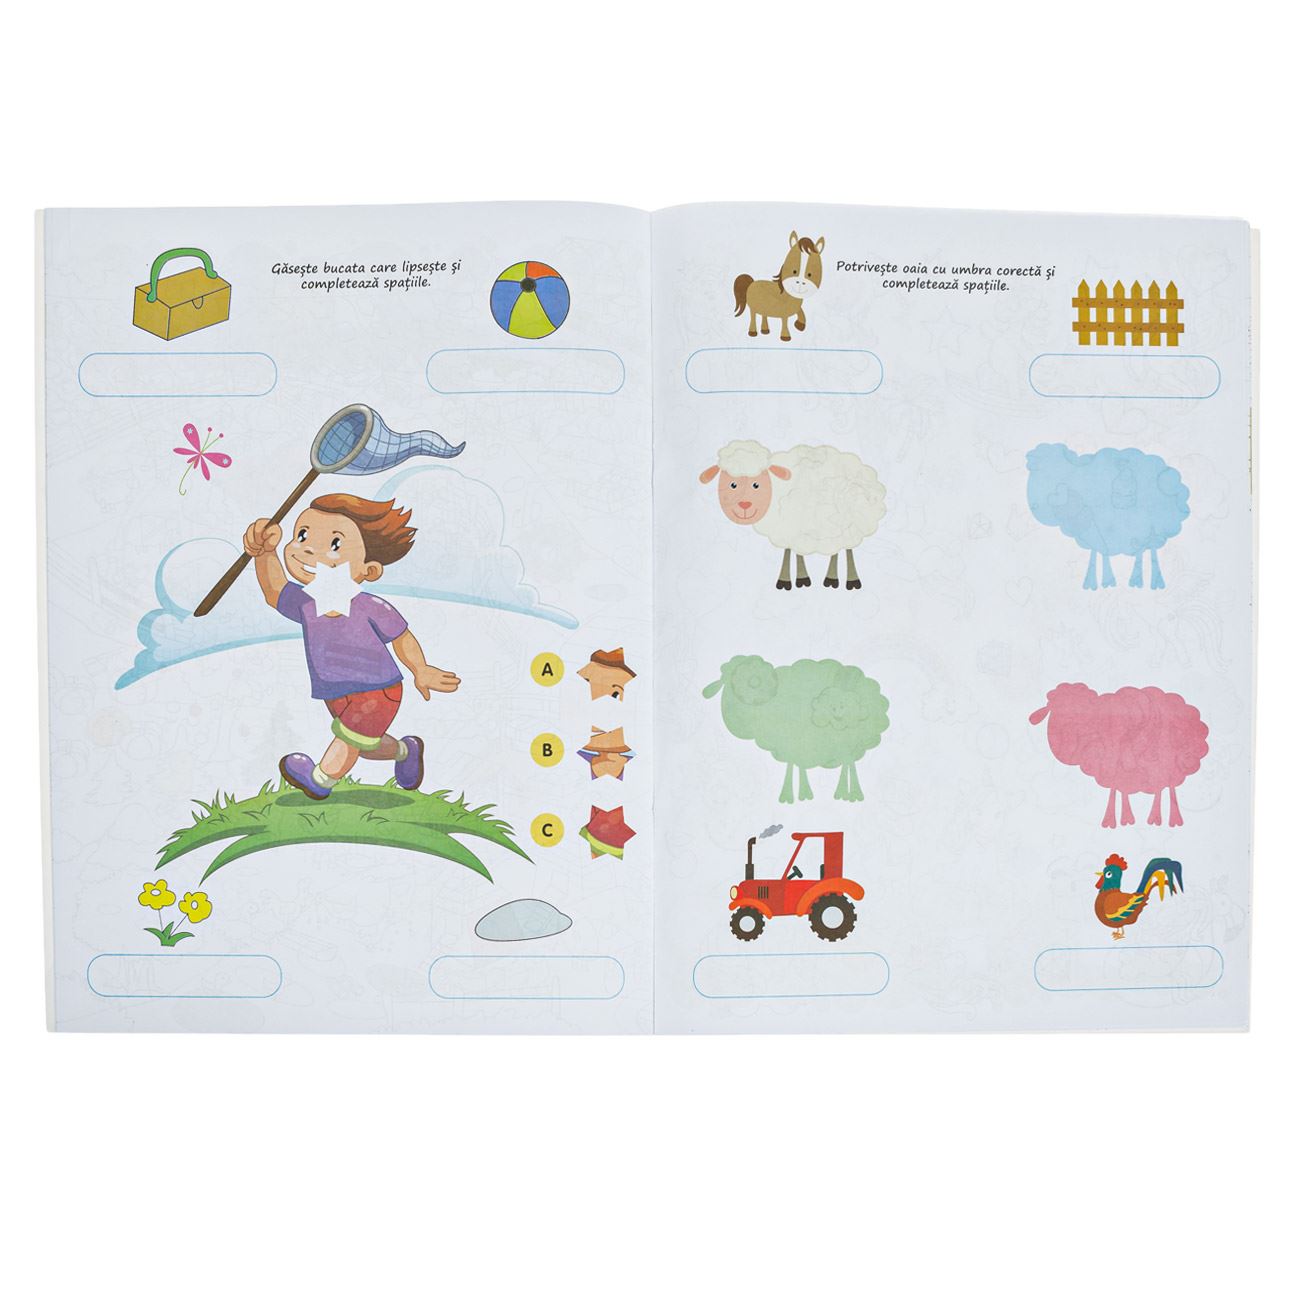 Găsește bucata care lipsește și
completează spațiile.
A
B
C
Potrivește oaia cu umbra corectă și
completează spațiile.